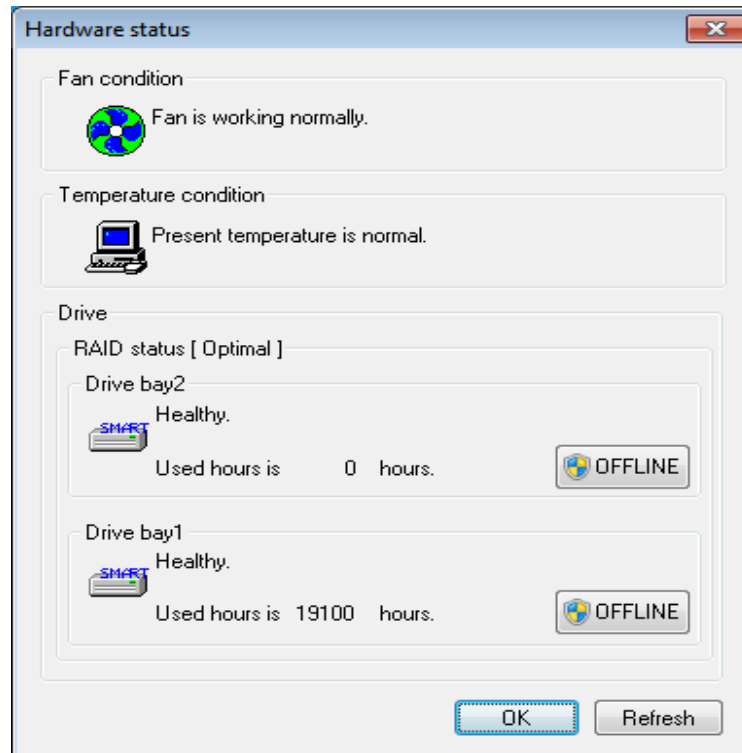 Hardware status
Fan condition
Fan is working normally.
Temperature condition
Present temperature is normal.
Drive
RAID status [ Optimal ]
Drive bay2
SMART
Healthy.
Used hours is 0 hours.
OFFLINE
Drive bay1
SMART
Healthy.
Used hours is 19100 hours.
OFFLINE
OK
Refresh